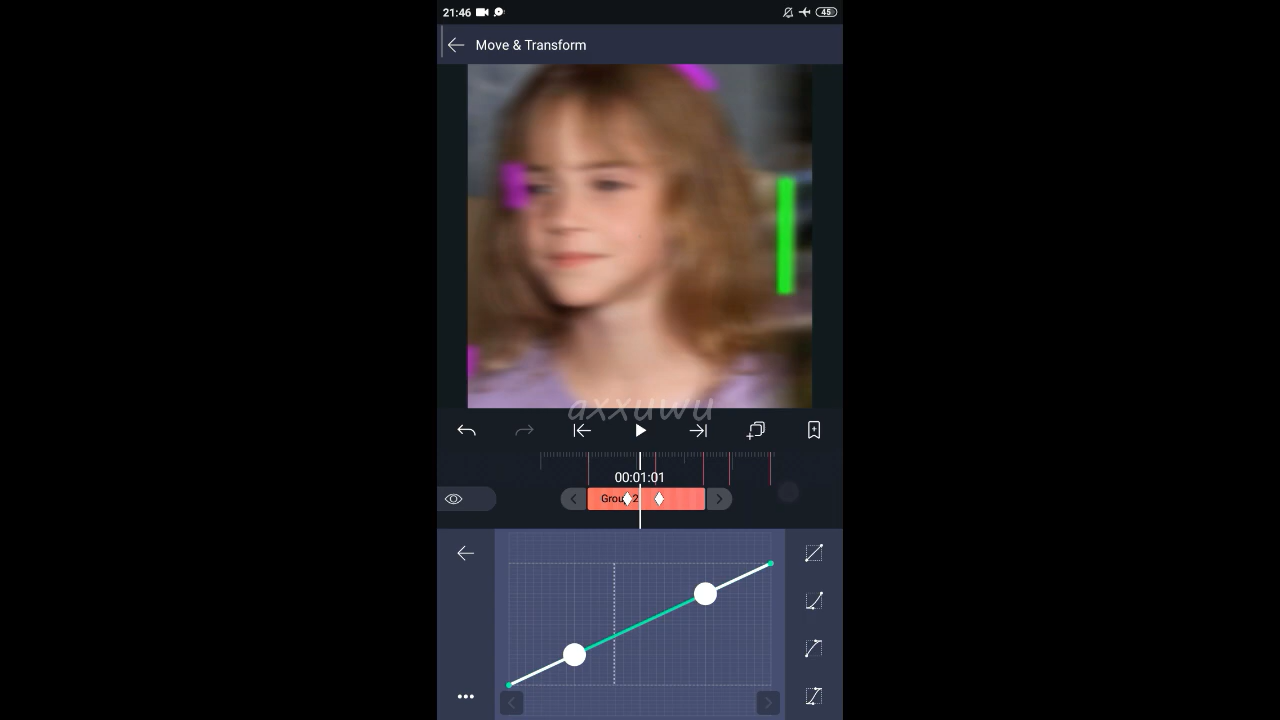 21:46
45
Move & Transform
axxuwu
00:01:01
Group 2